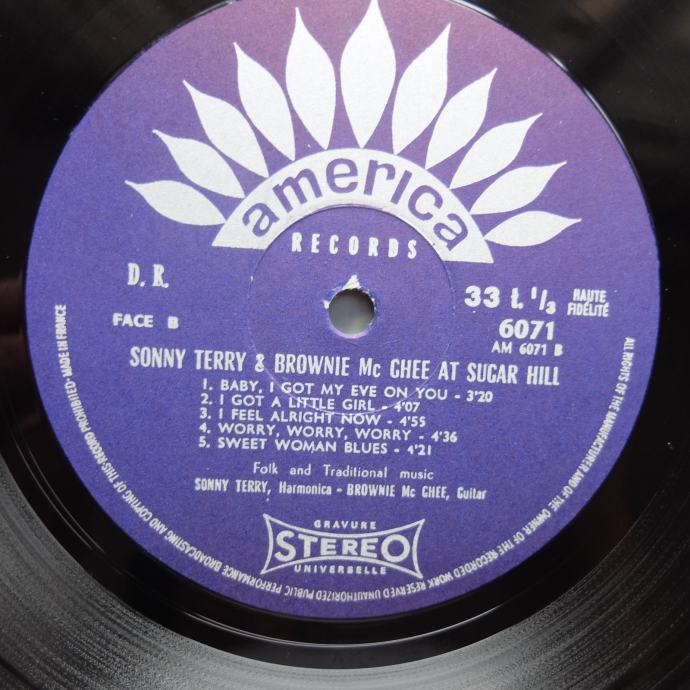 america
RECORDS
D. R.
33 t. 1/3
HAUTE
FIDÉLITÉ
FACE B
6071
AM 6071 B
SONNY TERRY & BROWNIE Mc GHEE AT SUGAR HILL
1. BABY, I GOT MY EVE ON YOU - 3'20
2. I GOT A LITTLE GIRL - 4'07
3. I FEEL ALRIGHT NOW - 4'55
4. WORRY, WORRY, WORRY - 4'36
5. SWEET WOMAN BLUES - 4'21
Folk and Traditional music
SONNY TERRY, Harmonica - BROWNIE Mc GHEE, Guitar
GRAVURE
STEREO
UNIVERSELLE
ALL RIGHTS OF THE MANUFACTURER AND OF THE OWNER OF THE RECORDED WORK RESERVED UNAUTHORIZED PUBLIC PERFORMANCE BROADCASTING AND COPYING OF THIS RECORD PROHIBITED - MADE IN FRANCE